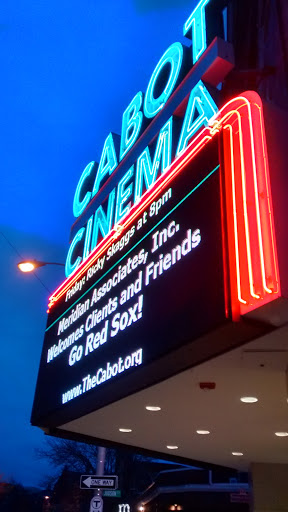 CABOT
CINEMA
Friday: Ricky Skaggs at 8pm
Meridian Associates, Inc.
Welcomes Clients and Friends
Go Red Sox!
www.TheCabot.org
ONE WAY
T
m